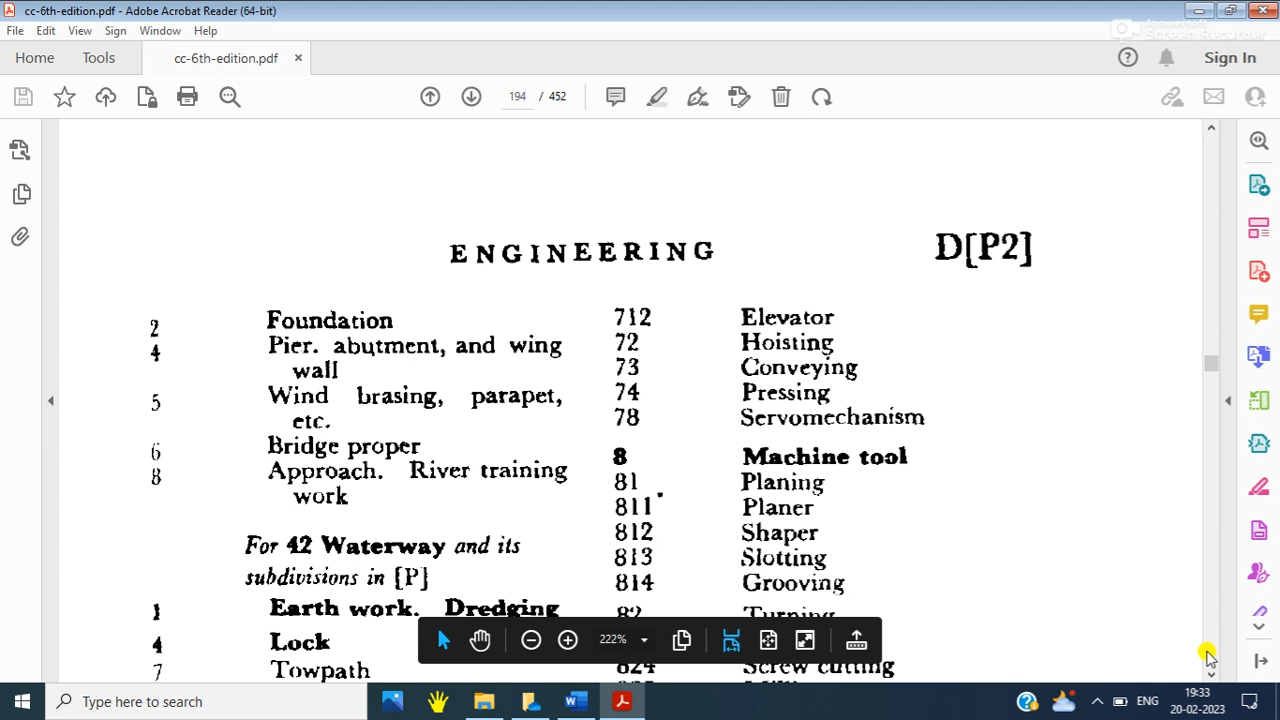 cc-6th-edition.pdf - Adobe Acrobat Reader (64-bit)
Screen Recorder
File Edit View Sign Window Help
Home Tools cc-6th-edition.pdf
Sign In
194 / 452
ENGINEERING D[P2]
2 Foundation
4 Pier. abutment, and wing
wall
5 Wind brasing, parapet,
etc.
6 Bridge proper
8 Approach. River training
work
For 42 Waterway and its
subdivisions in [P]
1 Earth work. Dredging
4 Lock
7 Towpath
712 Elevator
72 Hoisting
73 Conveying
74 Pressing
78 Servomechanism
8 Machine tool
81 Planing
811 Planer
812 Shaper
813 Slotting
814 Grooving
82 Turning
824 Screw cutting
222%
Type here to search
ENG
19:33
20-02-2023